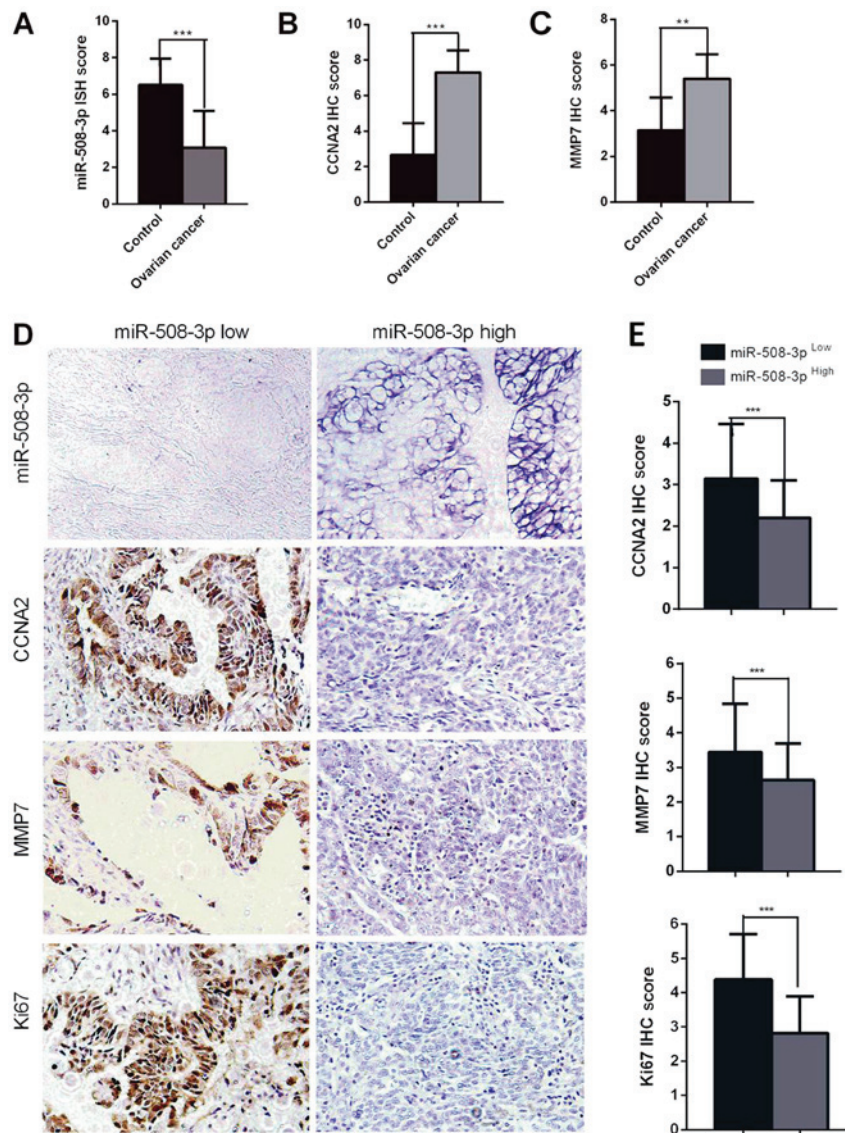 A
miR-508-3p ISH score
10
8
6
4
2
0
***
Control
Ovarian cancer
B
CCNA2 IHC score
10
8
6
4
2
0
***
Control
Ovarian cancer
C
MMP7 IHC score
8
6
4
2
0
**
Control
Ovarian cancer
D
miR-508-3p low
miR-508-3p high
miR-508-3p
CCNA2
MMP7
Ki67
E
miR-508-3p Low
miR-508-3p High
CCNA2 IHC score
5
4
3
2
1
0
***
MMP7 IHC score
6
5
4
3
2
1
0
***
Ki67 IHC score
6
5
4
3
2
1
0
***